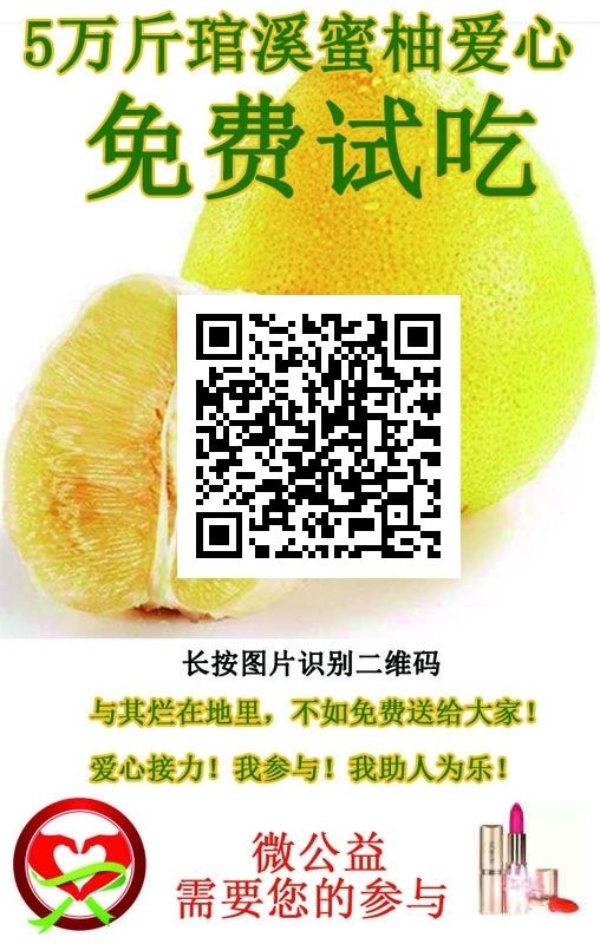 5万斤琯溪蜜柚爱心
免费试吃
长按图片识别二维码
与其烂在地里，不如免费送给大家！
爱心接力！我参与！我助人为乐！
微公益
需要您的参与